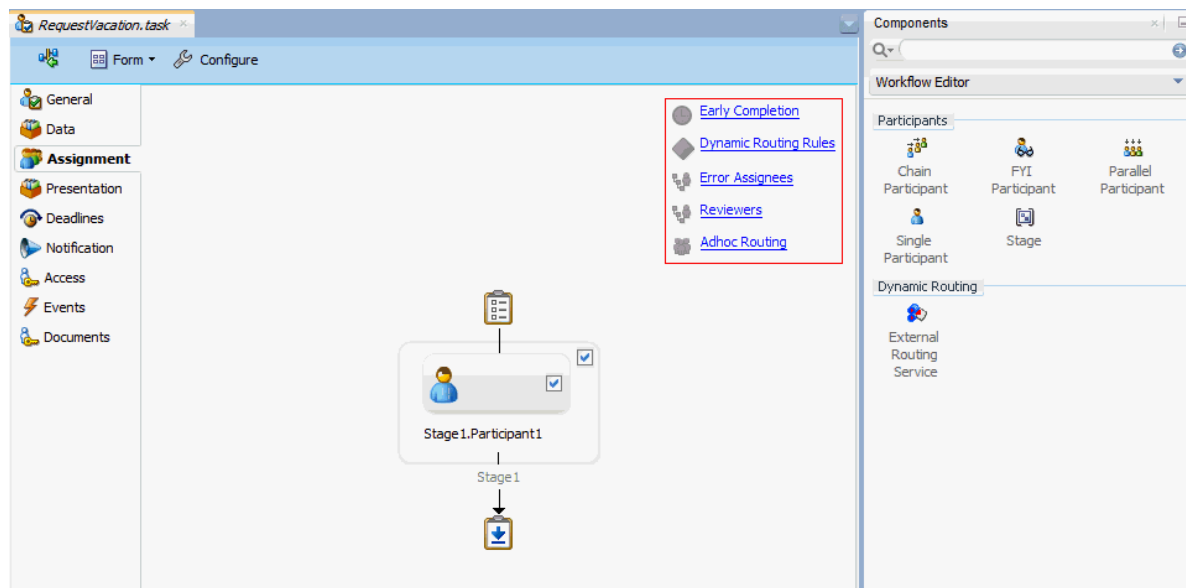 RequestVacation.task
Form
Configure
General
Data
Assignment
Presentation
Deadlines
Notification
Access
Events
Documents
Early Completion
Dynamic Routing Rules
Error Assignees
Reviewers
Adhoc Routing
Stage1.Participant1
Stage1
Components
Workflow Editor
Participants
Chain
Participant
FYI
Participant
Parallel
Participant
Single
Participant
Stage
Dynamic Routing
External
Routing
Service